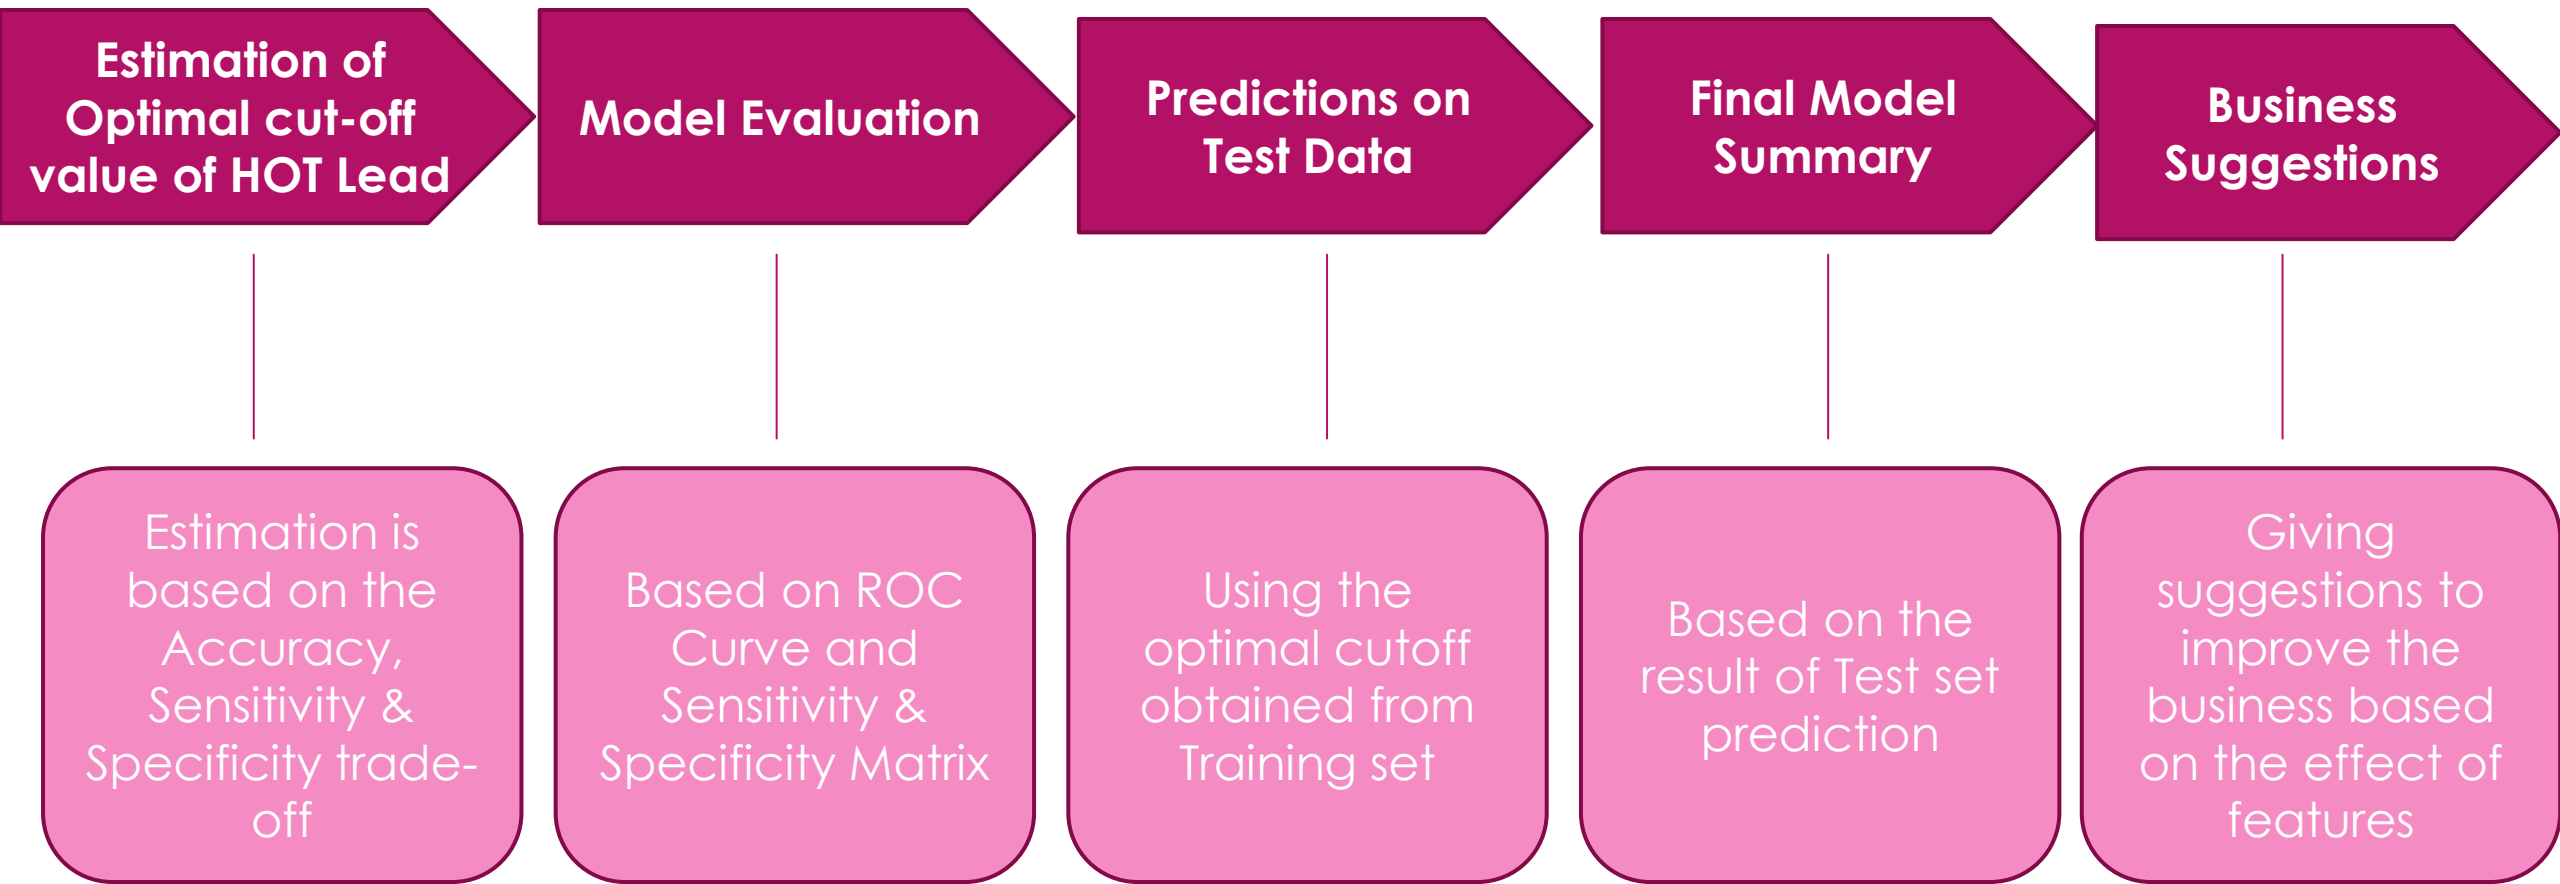 Estimation of
Optimal cut-off
value of HOT Lead
Model Evaluation
Predictions on
Test Data
Final Model
Summary
Business
Suggestions
Estimation is
based on the
Accuracy,
Sensitivity &
Specificity trade-
off
Based on ROC
Curve and
Sensitivity &
Specificity Matrix
Using the
optimal cutoff
obtained from
Training set
Based on the
result of Test set
prediction
Giving
suggestions to
improve the
business based
on the effect of
features